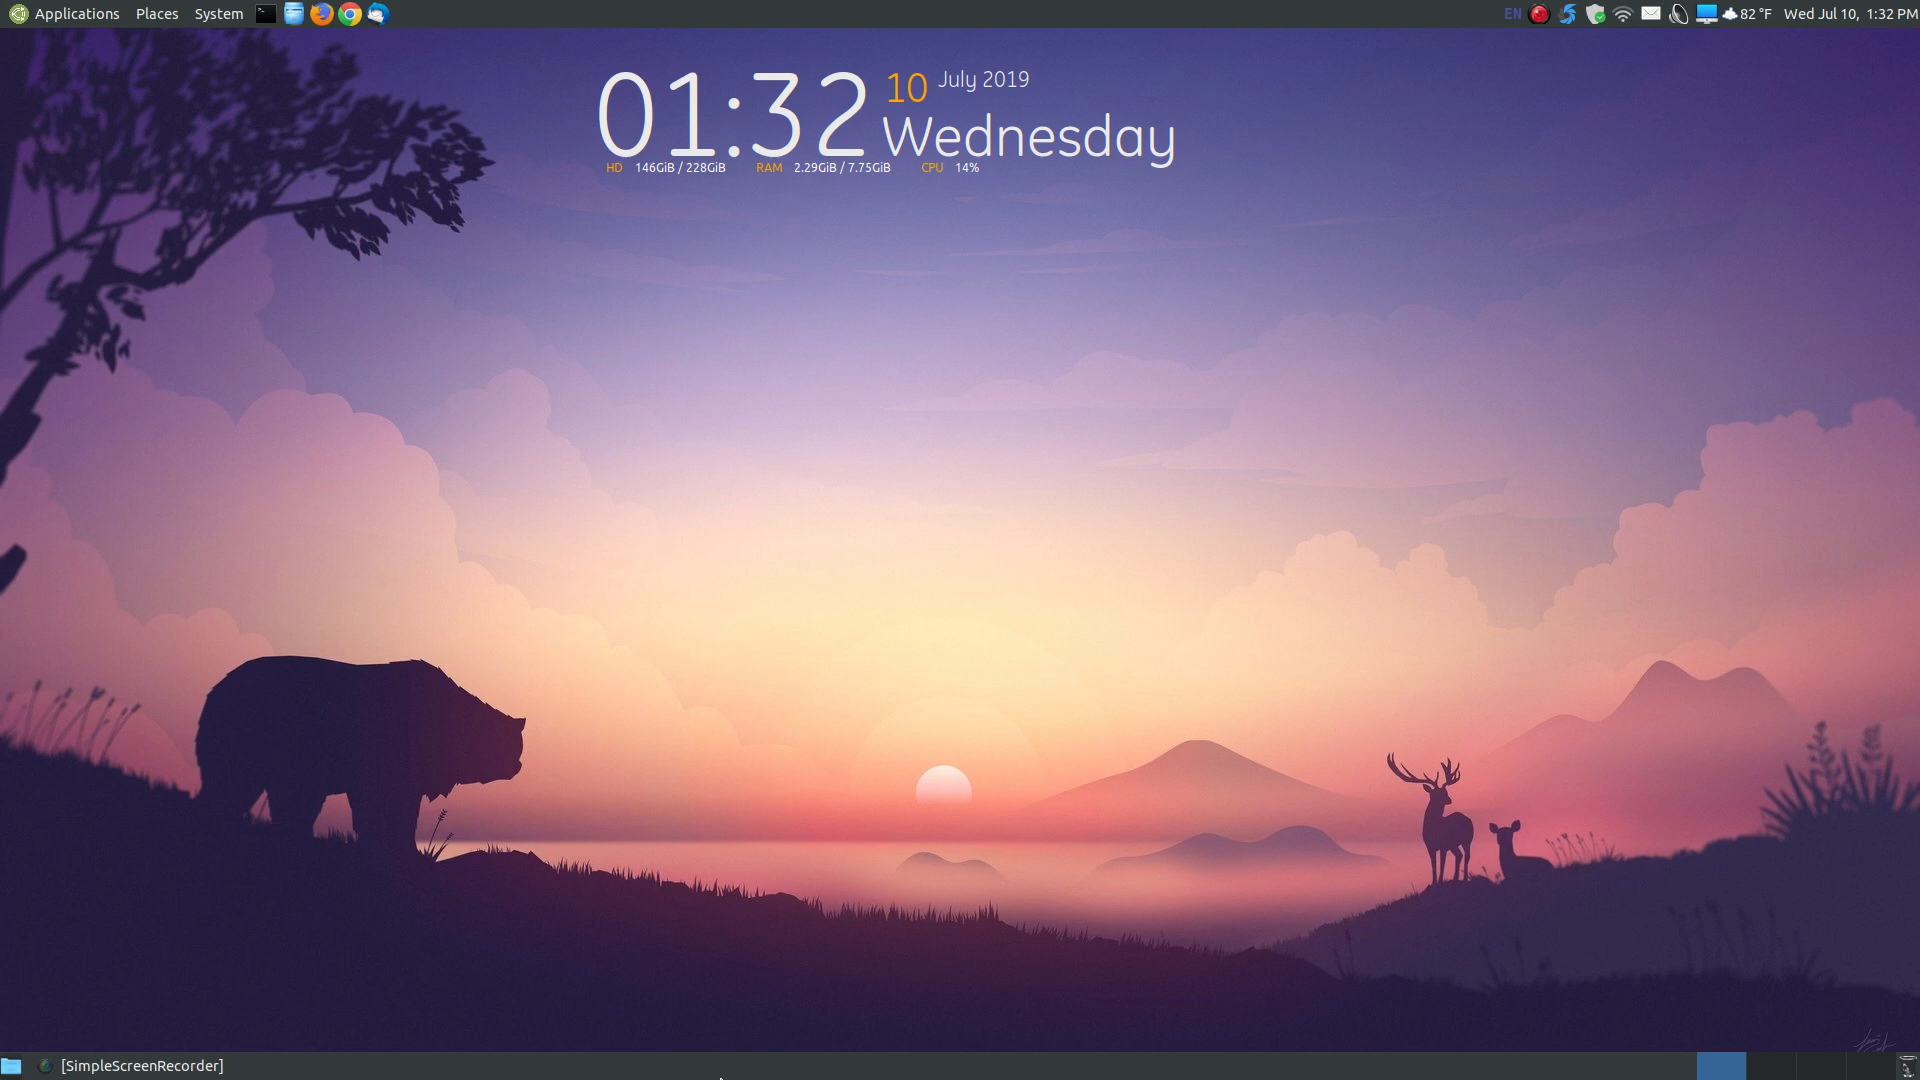 Applications Places System EN 82 °F Wed Jul 10, 1:32 PM
01:32 10 July 2019
Wednesday
HD 146GiB / 228GiB RAM 2.29GiB / 7.75GiB CPU 14%
[SimpleScreenRecorder]